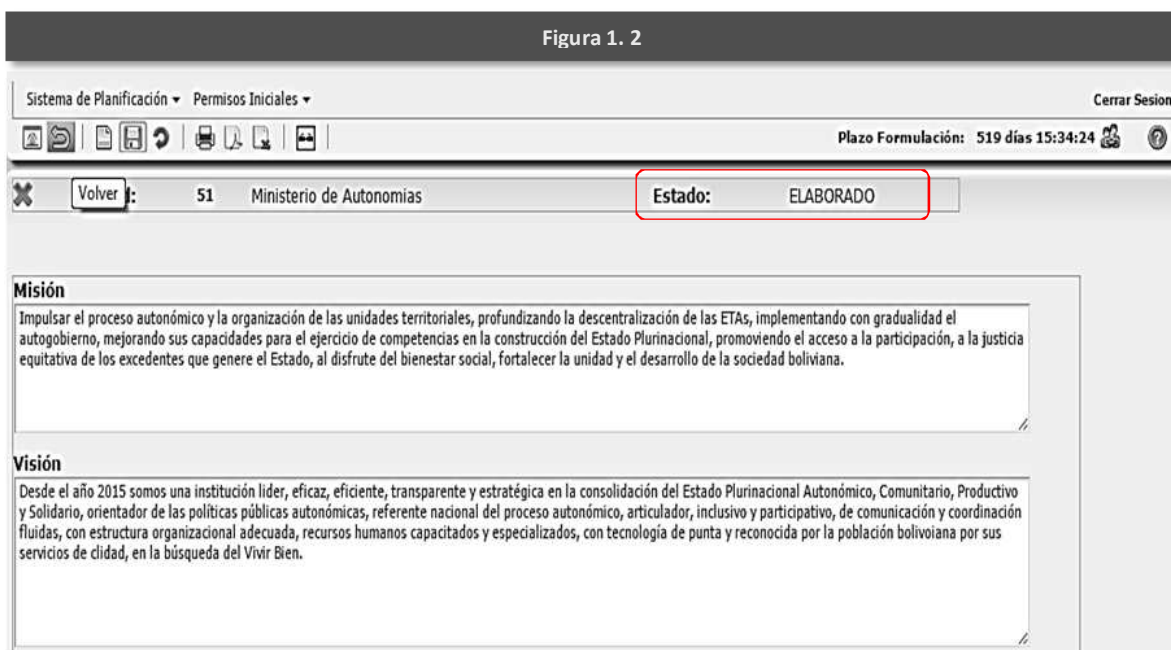 Figura 1. 2
Sistema de Planificación Permisos Iniciales Cerrar Sesion
Plazo Formulación: 519 días 15:34:24
Volver : 51 Ministerio de Autonomias Estado: ELABORADO
Misión
Impulsar el proceso autonómico y la organización de las unidades territoriales, profundizando la descentralización de las ETAs, implementando con gradualidad el
autogobierno, mejorando sus capacidades para el ejercicio de competencias en la construcción del Estado Plurinacional, promoviendo el acceso a la participación, a la justicia
equitativa de los excedentes que genere el Estado, al disfrute del bienestar social, fortalecer la unidad y el desarrollo de la sociedad boliviana.
Visión
Desde el año 2015 somos una institución lider, eficaz, eficiente, transparente y estratégica en la consolidación del Estado Plurinacional Autonómico, Comunitario, Productivo
y Solidario, orientador de las políticas públicas autonómicas, referente nacional del proceso autonómico, articulador, inclusivo y participativo, de comunicación y coordinación
fluidas, con estructura organizacional adecuada, recursos humanos capacitados y especializados, con tecnología de punta y reconocida por la población bolivoiana por sus
servicios de clidad, en la búsqueda del Vivir Bien.